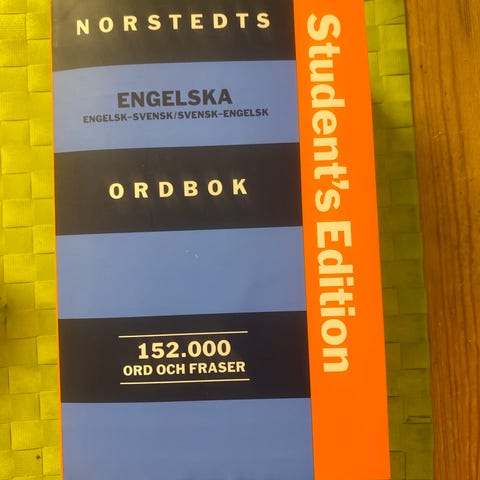 NORSTEDTS
ENGELSKA
ENGELSK–SVENSK/SVENSK–ENGELSK
ORDBOK
152.000
ORD OCH FRASER
Student's Edition